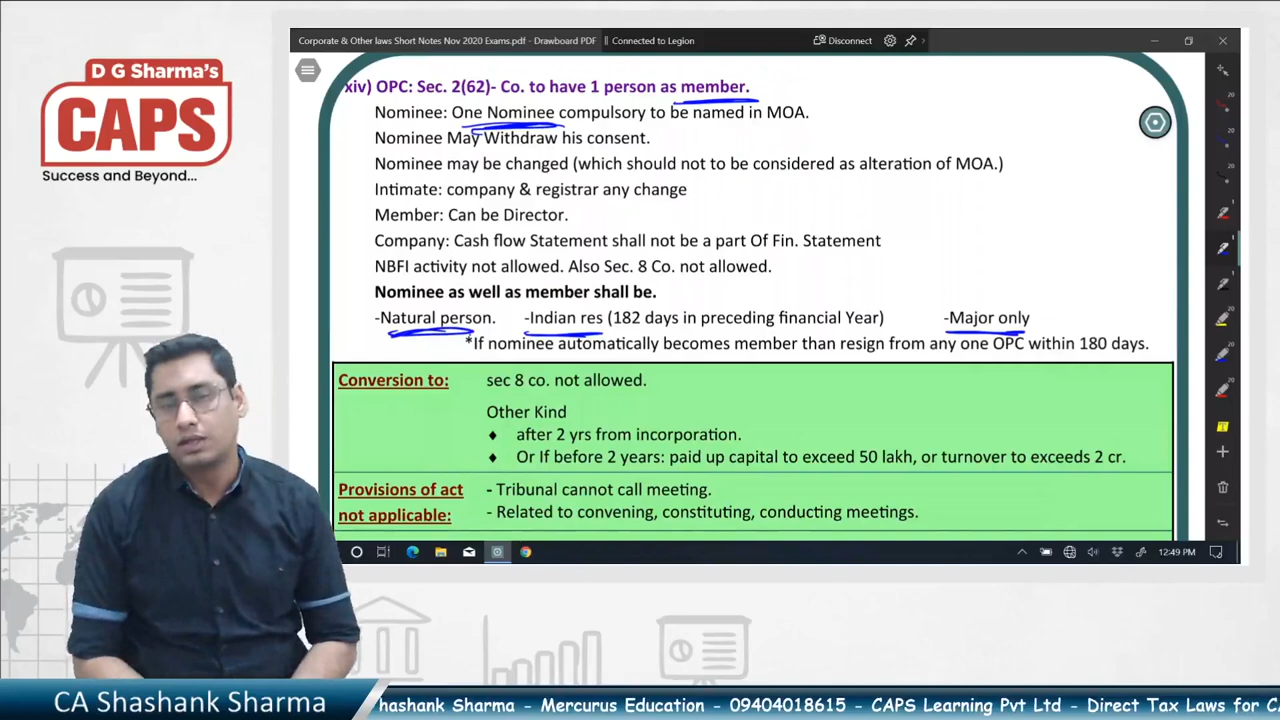 D G Sharma's
CAPS
Success and Beyond...
Corporate & Other laws Short Notes Nov 2020 Exams.pdf - Drawboard PDF
Connected to Legion
Disconnect
xiv) OPC: Sec. 2(62)- Co. to have 1 person as member.
Nominee: One Nominee compulsory to be named in MOA.
Nominee May Withdraw his consent.
Nominee may be changed (which should not to be considered as alteration of MOA.)
Intimate: company & registrar any change
Member: Can be Director.
Company: Cash flow Statement shall not be a part Of Fin. Statement
NBFI activity not allowed. Also Sec. 8 Co. not allowed.
Nominee as well as member shall be.
-Natural person. -Indian res (182 days in preceding financial Year) -Major only
*If nominee automatically becomes member than resign from any one OPC within 180 days.
Conversion to: sec 8 co. not allowed.
Other Kind
♦ after 2 yrs from incorporation.
♦ Or If before 2 years: paid up capital to exceed 50 lakh, or turnover to exceeds 2 cr.
Provisions of act - Tribunal cannot call meeting.
not applicable: - Related to convening, constituting, conducting meetings.
12:49 PM
CA Shashank Sharma
hashank Sharma - Mercurus Education - 09404018615 - CAPS Learning Pvt Ltd - Direct Tax Laws for CA